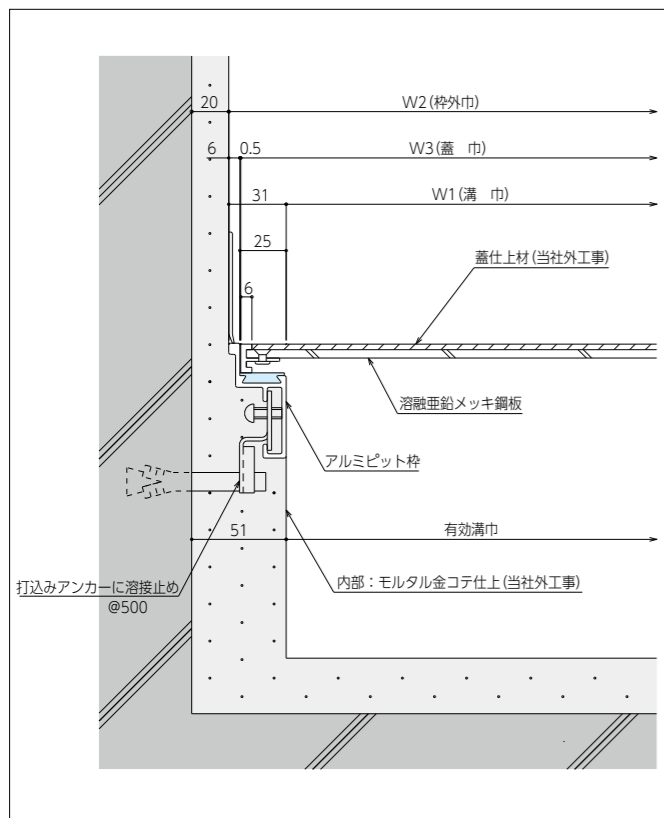 20 W2(枠外巾)
6 0.5 W3(蓋　巾)
31 W1(溝　巾)
25
蓋仕上材(当社外工事)
6
溶融亜鉛メッキ鋼板
アルミピット枠
51 有効溝巾
打込みアンカーに溶接止め
@500
内部：モルタル金コテ仕上(当社外工事)